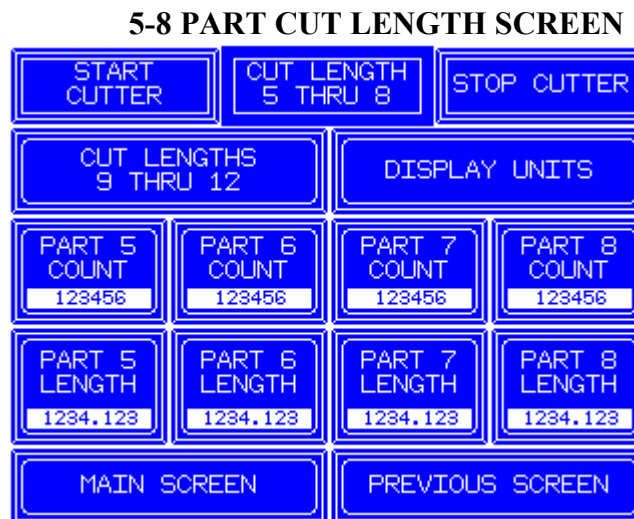 5-8 PART CUT LENGTH SCREEN
START
CUTTER
CUT LENGTH
5 THRU 8
STOP CUTTER
CUT LENGTHS
9 THRU 12
DISPLAY UNITS
PART 5
COUNT
123456
PART 6
COUNT
123456
PART 7
COUNT
123456
PART 8
COUNT
123456
PART 5
LENGTH
1234.123
PART 6
LENGTH
1234.123
PART 7
LENGTH
1234.123
PART 8
LENGTH
1234.123
MAIN SCREEN
PREVIOUS SCREEN